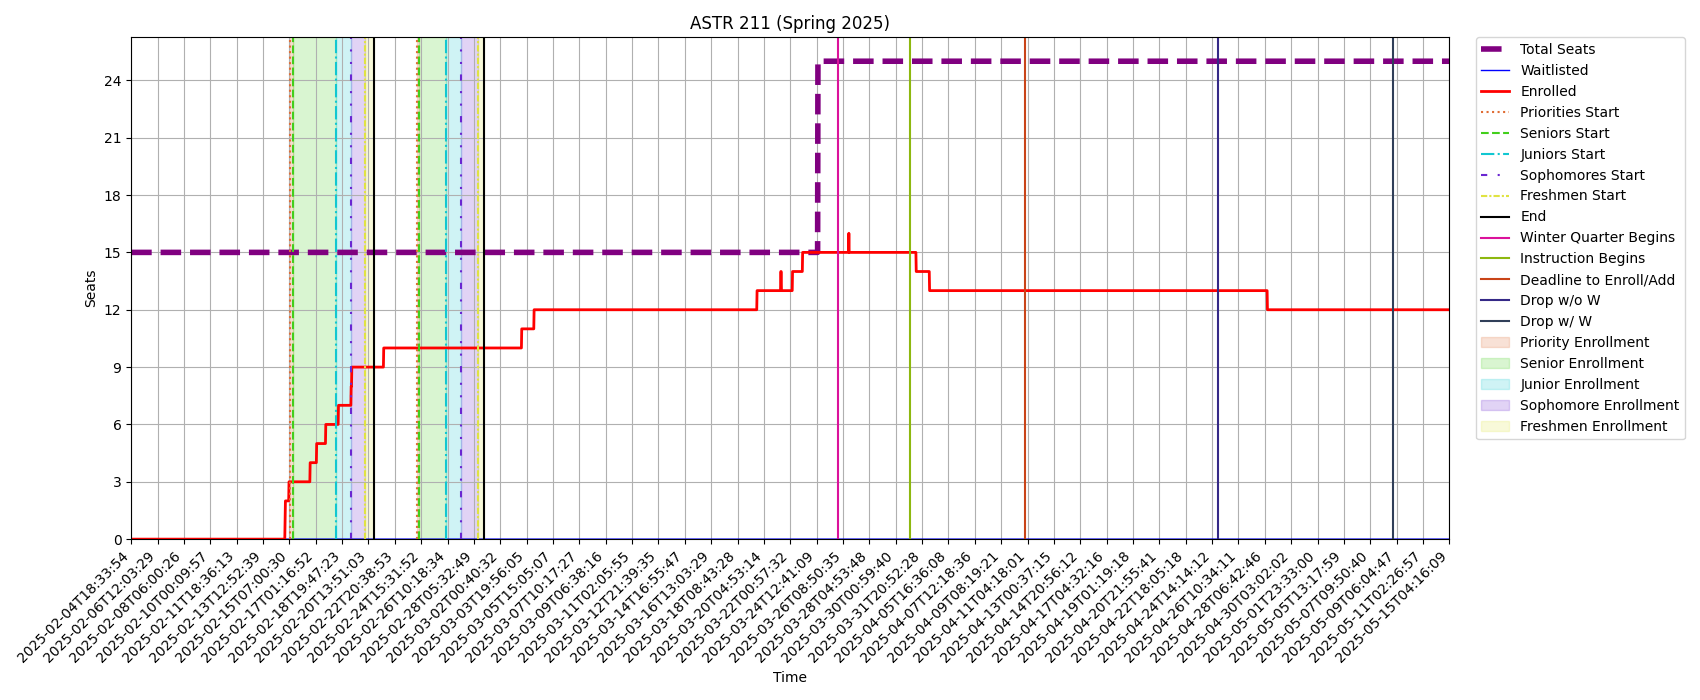 ASTR 211 (Spring 2025)
Seats
24
21
18
15
12
9
6
3
0
2025-02-04T18:33:54
2025-02-06T12:03:29
2025-02-08T06:00:26
2025-02-10T00:09:57
2025-02-11T18:36:13
2025-02-13T12:52:39
2025-02-15T07:00:30
2025-02-17T01:16:52
2025-02-18T19:47:23
2025-02-20T13:51:03
2025-02-22T20:38:53
2025-02-24T15:31:52
2025-02-26T10:18:34
2025-02-28T05:32:49
2025-03-02T00:40:32
2025-03-03T19:56:05
2025-03-05T15:05:07
2025-03-07T10:17:27
2025-03-09T06:38:16
2025-03-11T02:05:55
2025-03-12T21:39:35
2025-03-14T16:55:47
2025-03-16T13:03:29
2025-03-18T08:43:28
2025-03-20T04:53:14
2025-03-22T00:57:32
2025-03-24T12:41:09
2025-03-26T08:50:35
2025-03-28T04:53:48
2025-03-30T00:59:40
2025-03-31T20:52:28
2025-04-05T16:36:08
2025-04-07T12:18:36
2025-04-09T08:19:21
2025-04-11T04:18:01
2025-04-13T00:37:15
2025-04-14T20:56:12
2025-04-17T04:32:16
2025-04-19T01:19:18
2025-04-20T21:55:41
2025-04-22T18:05:18
2025-04-24T14:14:12
2025-04-26T10:34:11
2025-04-28T06:42:46
2025-04-30T03:02:02
2025-05-01T23:33:00
2025-05-05T13:17:59
2025-05-07T09:50:40
2025-05-09T06:04:47
2025-05-11T02:26:57
2025-05-15T04:16:09
Time
Total Seats
Waitlisted
Enrolled
Priorities Start
Seniors Start
Juniors Start
Sophomores Start
Freshmen Start
End
Winter Quarter Begins
Instruction Begins
Deadline to Enroll/Add
Drop w/o W
Drop w/ W
Priority Enrollment
Senior Enrollment
Junior Enrollment
Sophomore Enrollment
Freshmen Enrollment